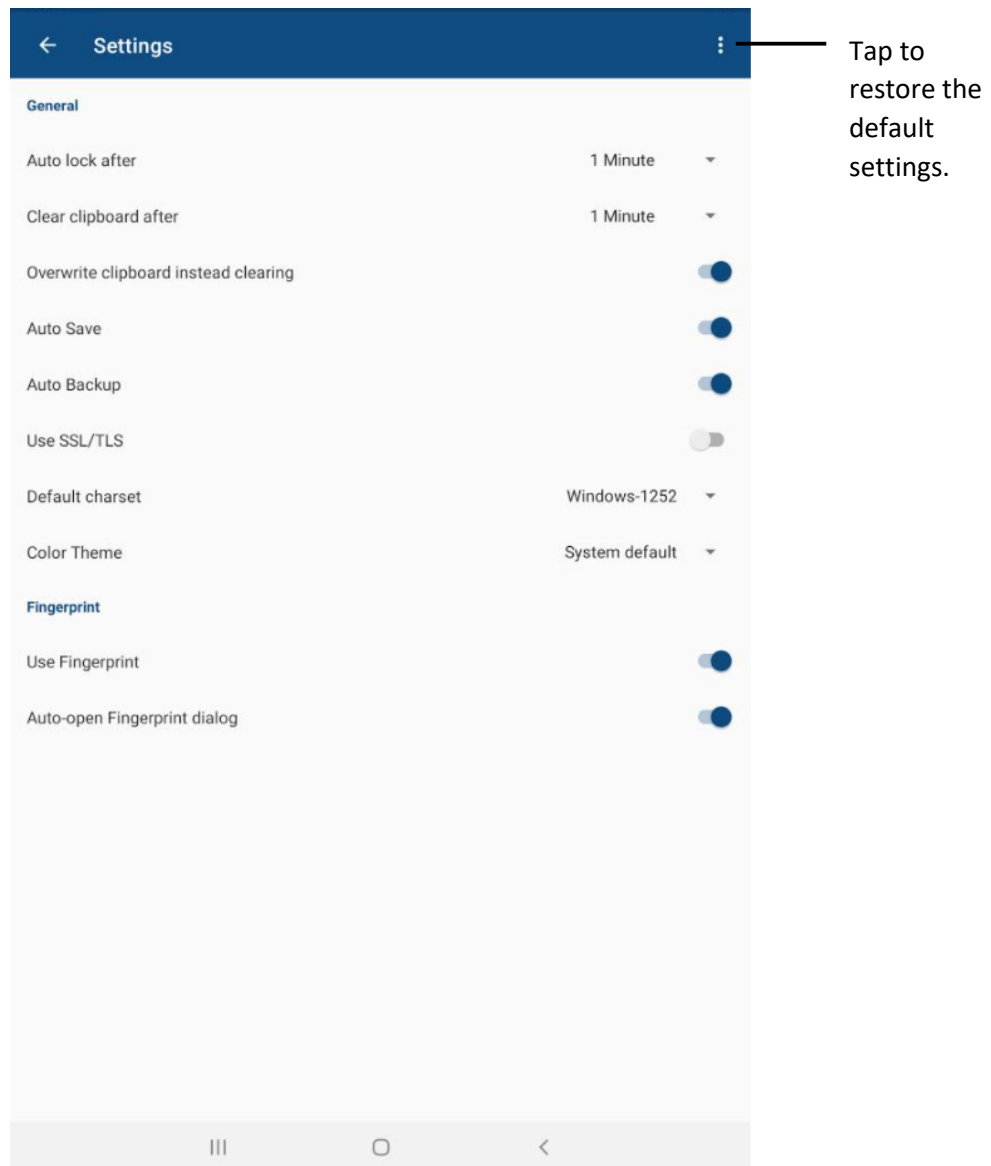 Settings
Tap to
restore the
default
settings.
General
Auto lock after 1 Minute
Clear clipboard after 1 Minute
Overwrite clipboard instead clearing
Auto Save
Auto Backup
Use SSL/TLS
Default charset Windows-1252
Color Theme System default
Fingerprint
Use Fingerprint
Auto-open Fingerprint dialog